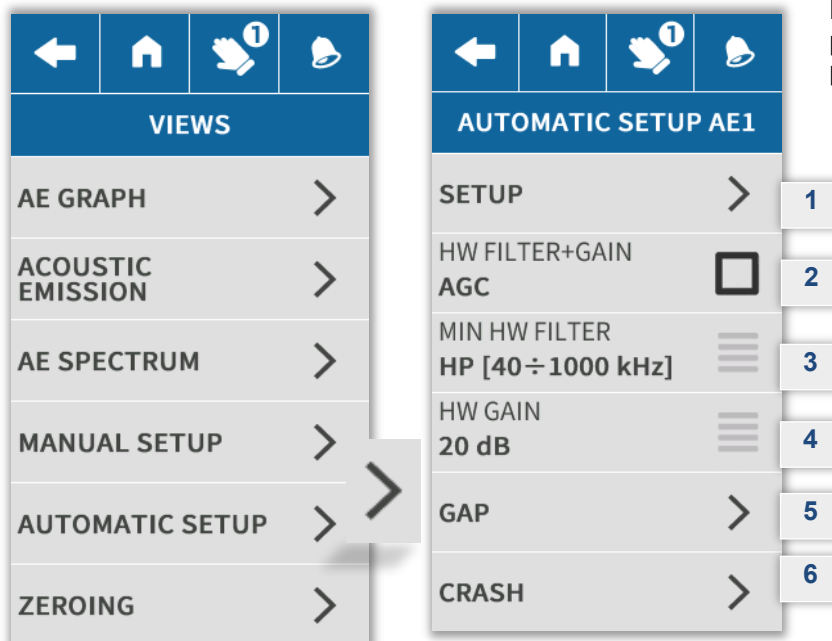 1
VIEWS
AE GRAPH
ACOUSTIC
EMISSION
AE SPECTRUM
MANUAL SETUP
AUTOMATIC SETUP
ZEROING
1
AUTOMATIC SETUP AE1
SETUP
1
HW FILTER+GAIN
AGC
2
MIN HW FILTER
HP [40÷1000 kHz]
3
HW GAIN
20 dB
4
GAP
5
CRASH
6